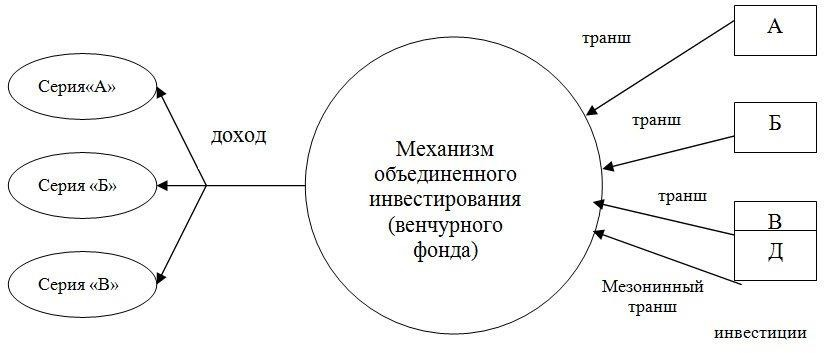 Серия«А»
Серия «Б»
Серия «В»
доход
Механизм
объединенного
инвестирования
(венчурного
фонда)
транш
А
транш
Б
транш
В
Д
Мезонинный
транш
инвестиции